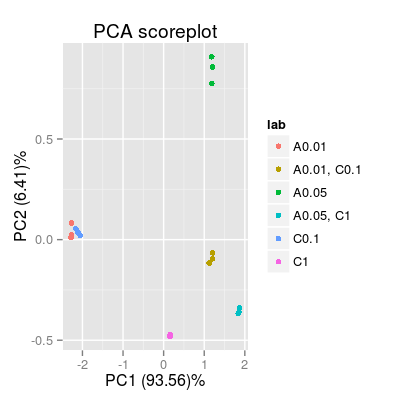 PCA scoreplot
lab
A0.01
A0.01, C0.1
A0.05
A0.05, C1
C0.1
C1
PC2 (6.41)%
0.5
0.0
-0.5
-2
-1
0
1
2
PC1 (93.56)%